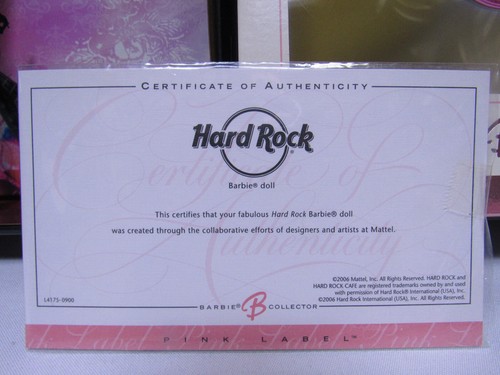 CERTIFICATE OF AUTHENTICITY
Hard Rock®
Barbie® doll
This certifies that your fabulous Hard Rock Barbie® doll
was created through the collaborative efforts of designers and artists at Mattel.
©2006 Mattel, Inc. All Rights Reserved. HARD ROCK and
HARD ROCK CAFE are registered trademarks owned by and used
with permission of Hard Rock® International (USA), Inc.
©2006 Hard Rock International (USA), Inc. All Rights Reserved.
L4175-0900
BARBIE® B COLLECTOR
PINK LABEL™
Certificate of
Authenticity